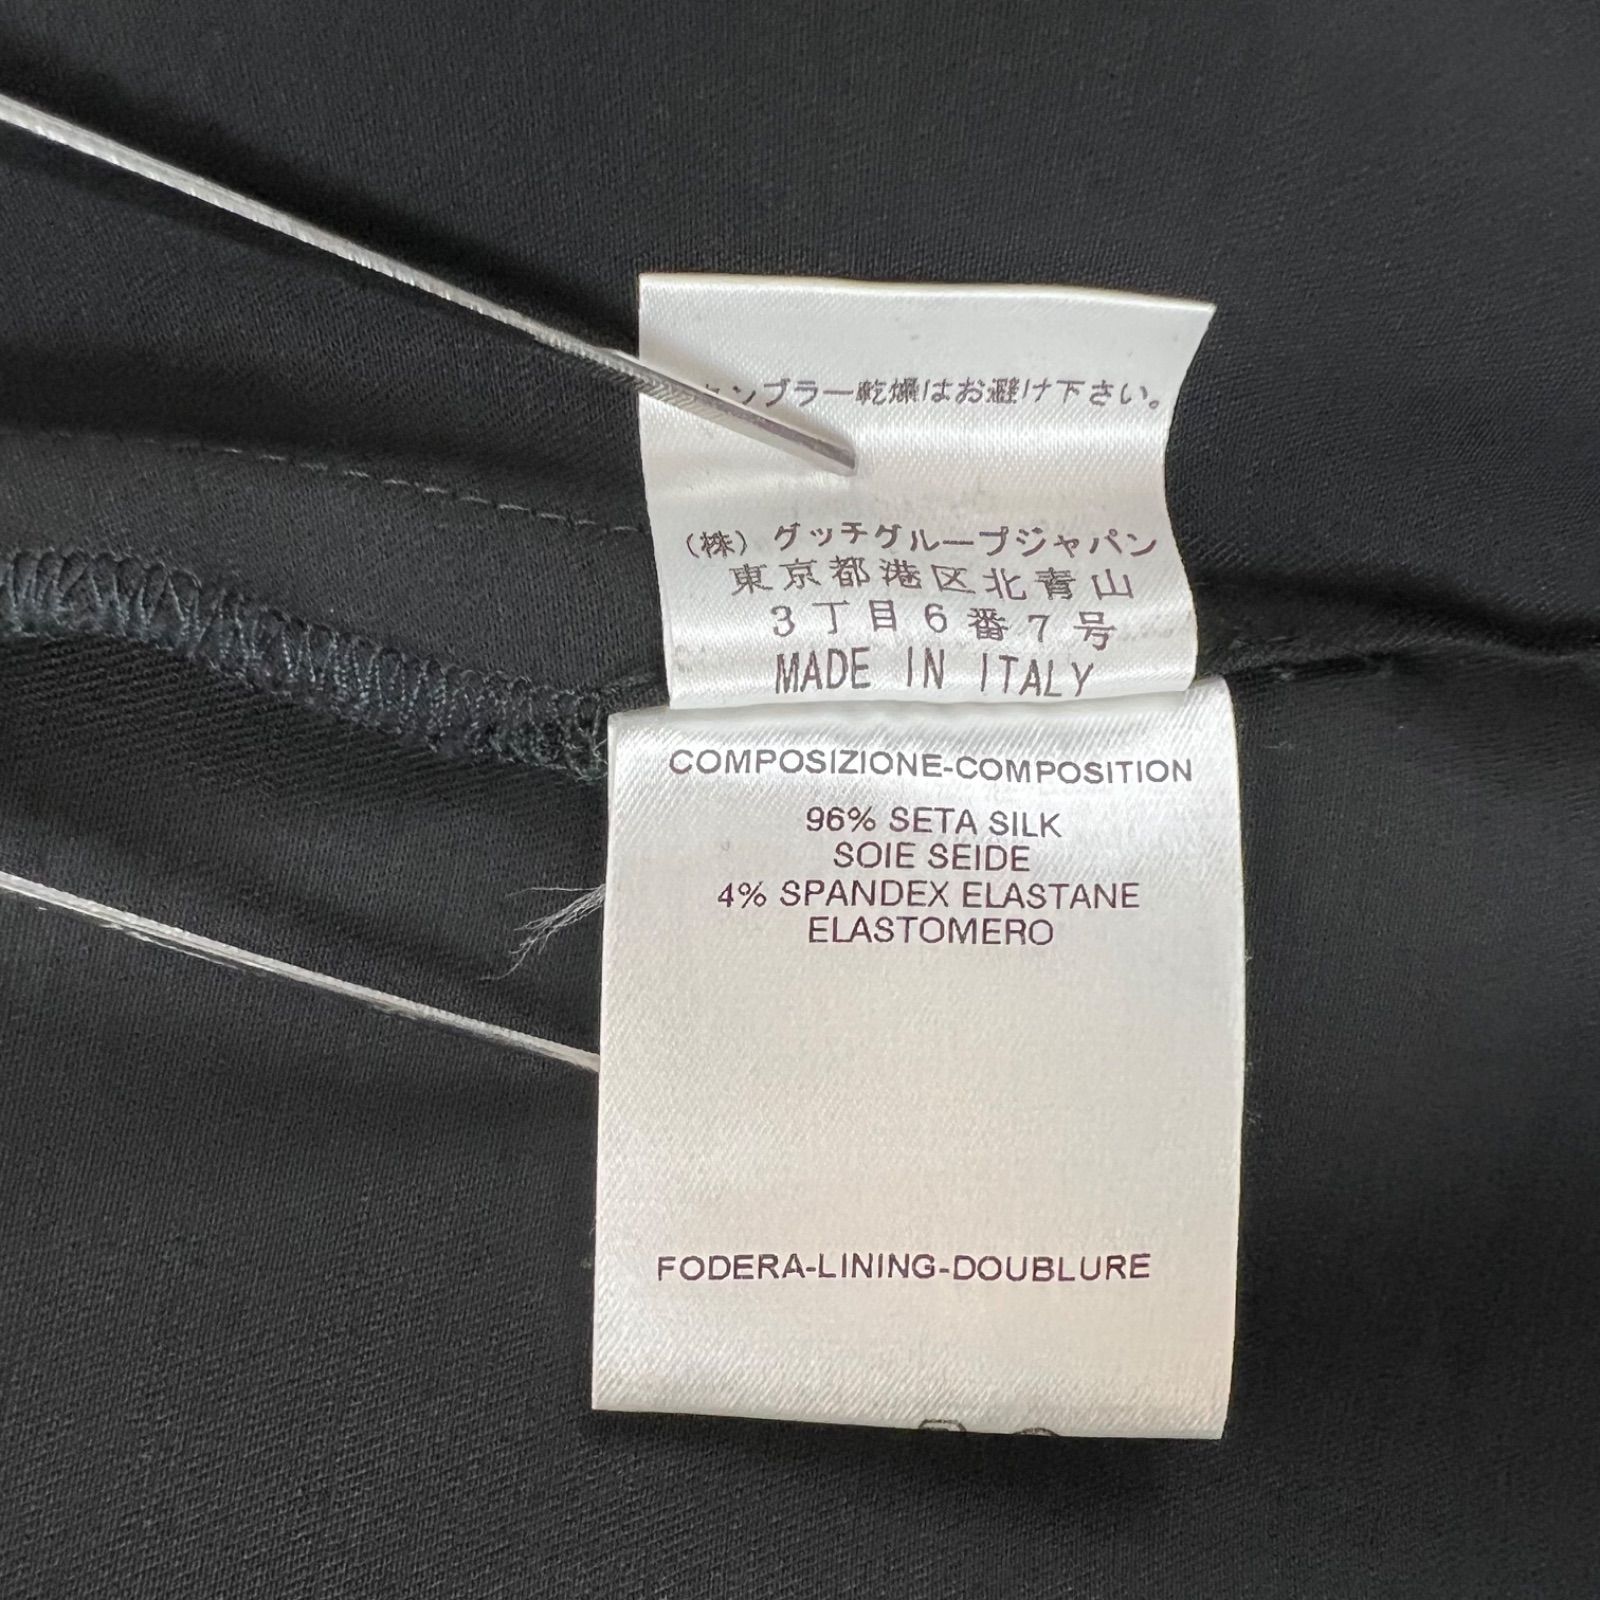 タンブラー乾燥はお避け下さい。
（株）グッチグループジャパン
東京都港区北青山
3丁目6番7号
MADE IN ITALY
COMPOSIZIONE-COMPOSITION
96% SETA SILK
SOIE SEIDE
4% SPANDEX ELASTANE
ELASTOMERO
FODERA-LINING-DOUBLURE